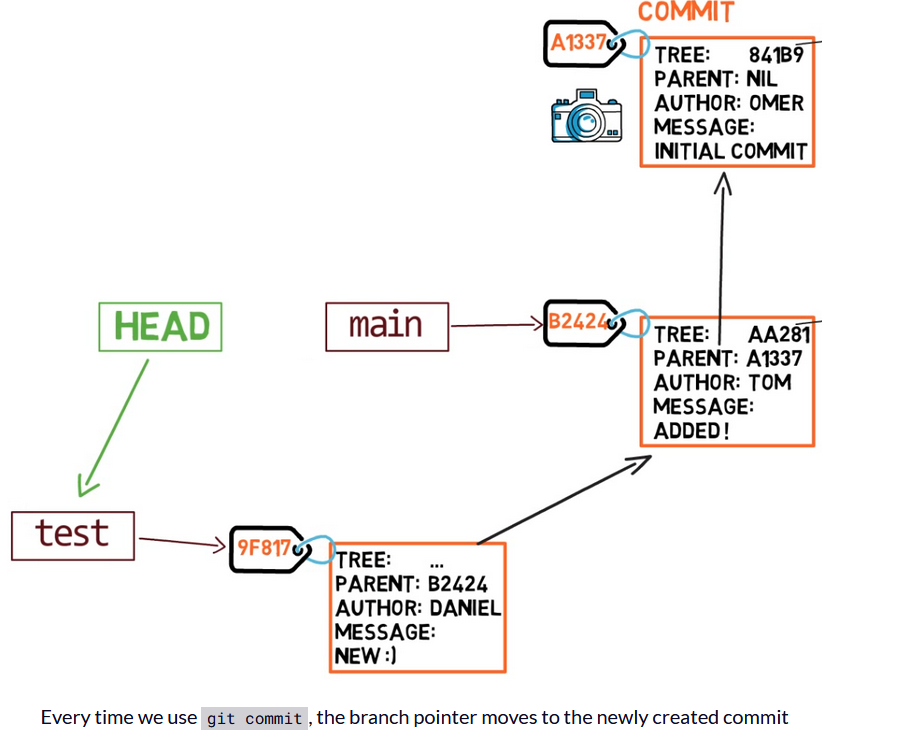 COMMIT
A1337
TREE: 841B9
PARENT: NIL
AUTHOR: OMER
MESSAGE:
INITIAL COMMIT
HEAD
main
B2424
TREE: AA281
PARENT: A1337
AUTHOR: TOM
MESSAGE:
ADDED!
test
9F817
TREE: ...
PARENT: B2424
AUTHOR: DANIEL
MESSAGE:
NEW :)
Every time we use git commit, the branch pointer moves to the newly created commit